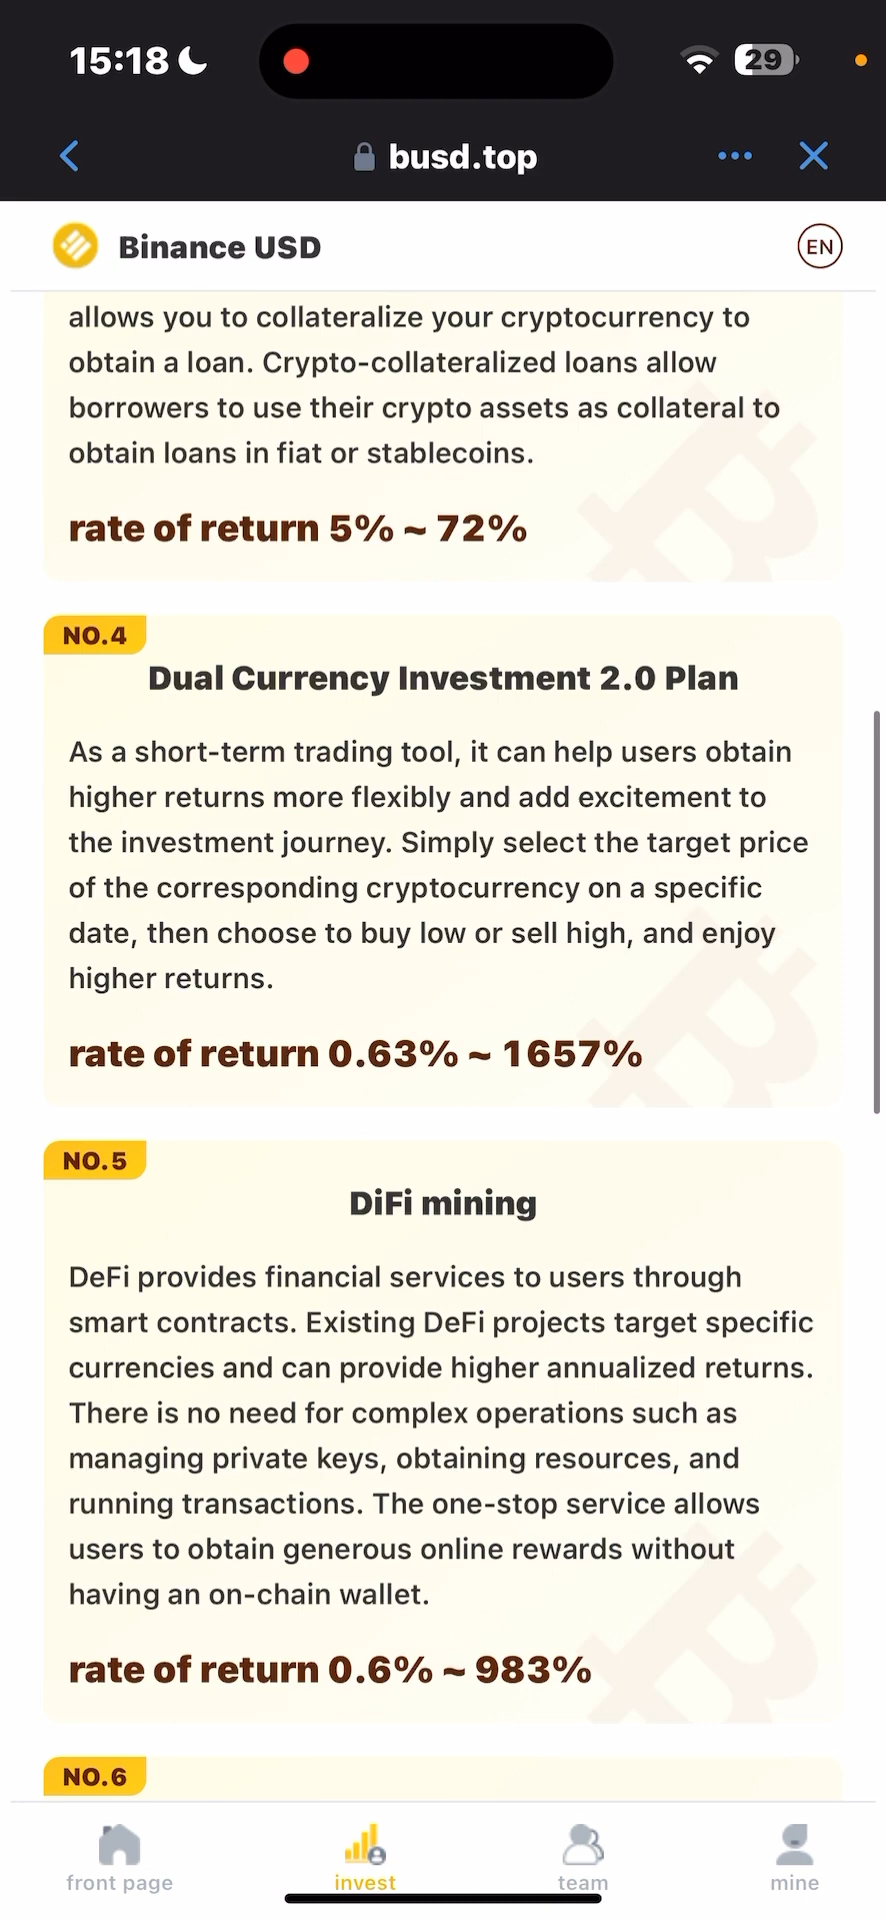 15:18
29
busd.top
Binance USD
EN
allows you to collateralize your cryptocurrency to
obtain a loan. Crypto-collateralized loans allow
borrowers to use their crypto assets as collateral to
obtain loans in fiat or stablecoins.
rate of return 5% ~ 72%
NO.4
Dual Currency Investment 2.0 Plan
As a short-term trading tool, it can help users obtain
higher returns more flexibly and add excitement to
the investment journey. Simply select the target price
of the corresponding cryptocurrency on a specific
date, then choose to buy low or sell high, and enjoy
higher returns.
rate of return 0.63% ~ 1657%
NO.5
DiFi mining
DeFi provides financial services to users through
smart contracts. Existing DeFi projects target specific
currencies and can provide higher annualized returns.
There is no need for complex operations such as
managing private keys, obtaining resources, and
running transactions. The one-stop service allows
users to obtain generous online rewards without
having an on-chain wallet.
rate of return 0.6% ~ 983%
NO.6
front page
invest
team
mine